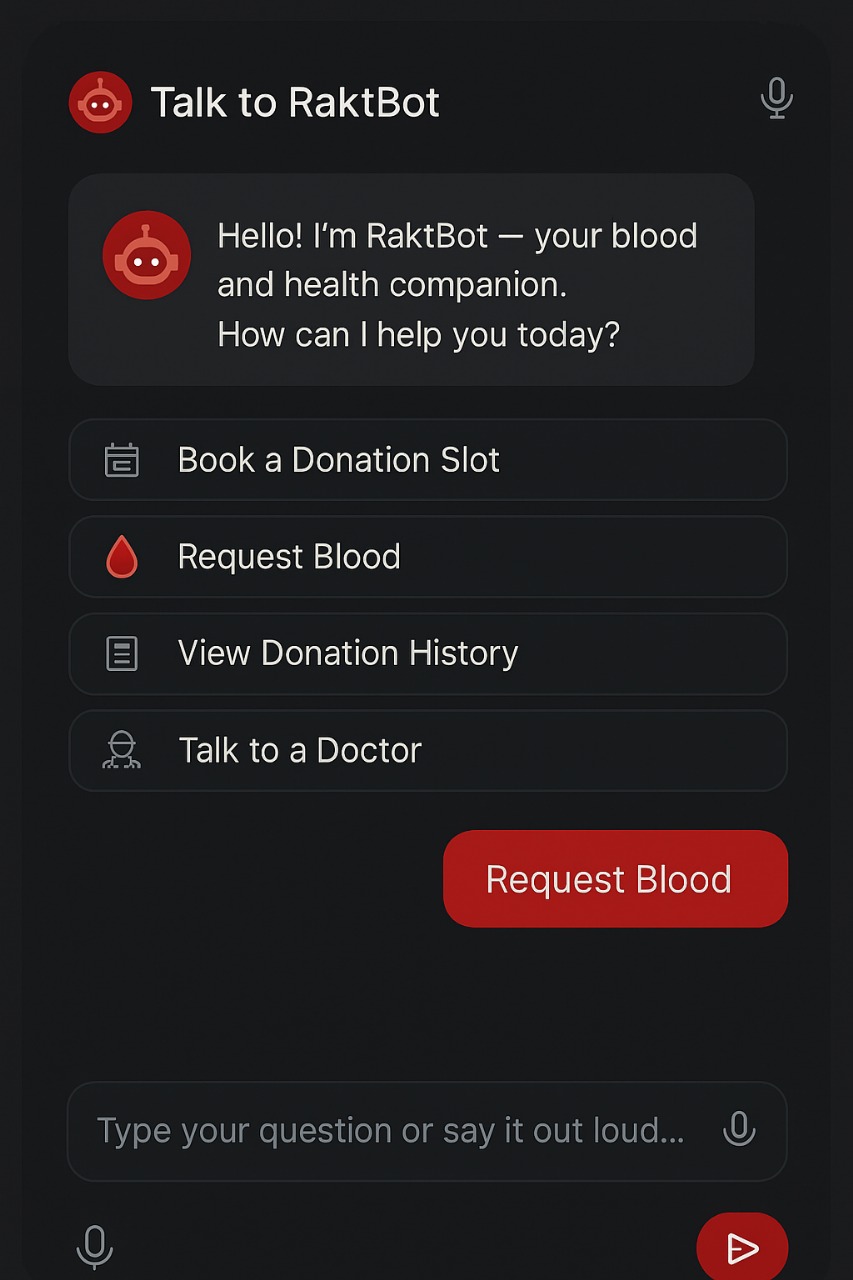 Talk to RaktBot
Hello! I'm RaktBot — your blood
and health companion.
How can I help you today?
Book a Donation Slot
Request Blood
View Donation History
Talk to a Doctor
Request Blood
Type your question or say it out loud...